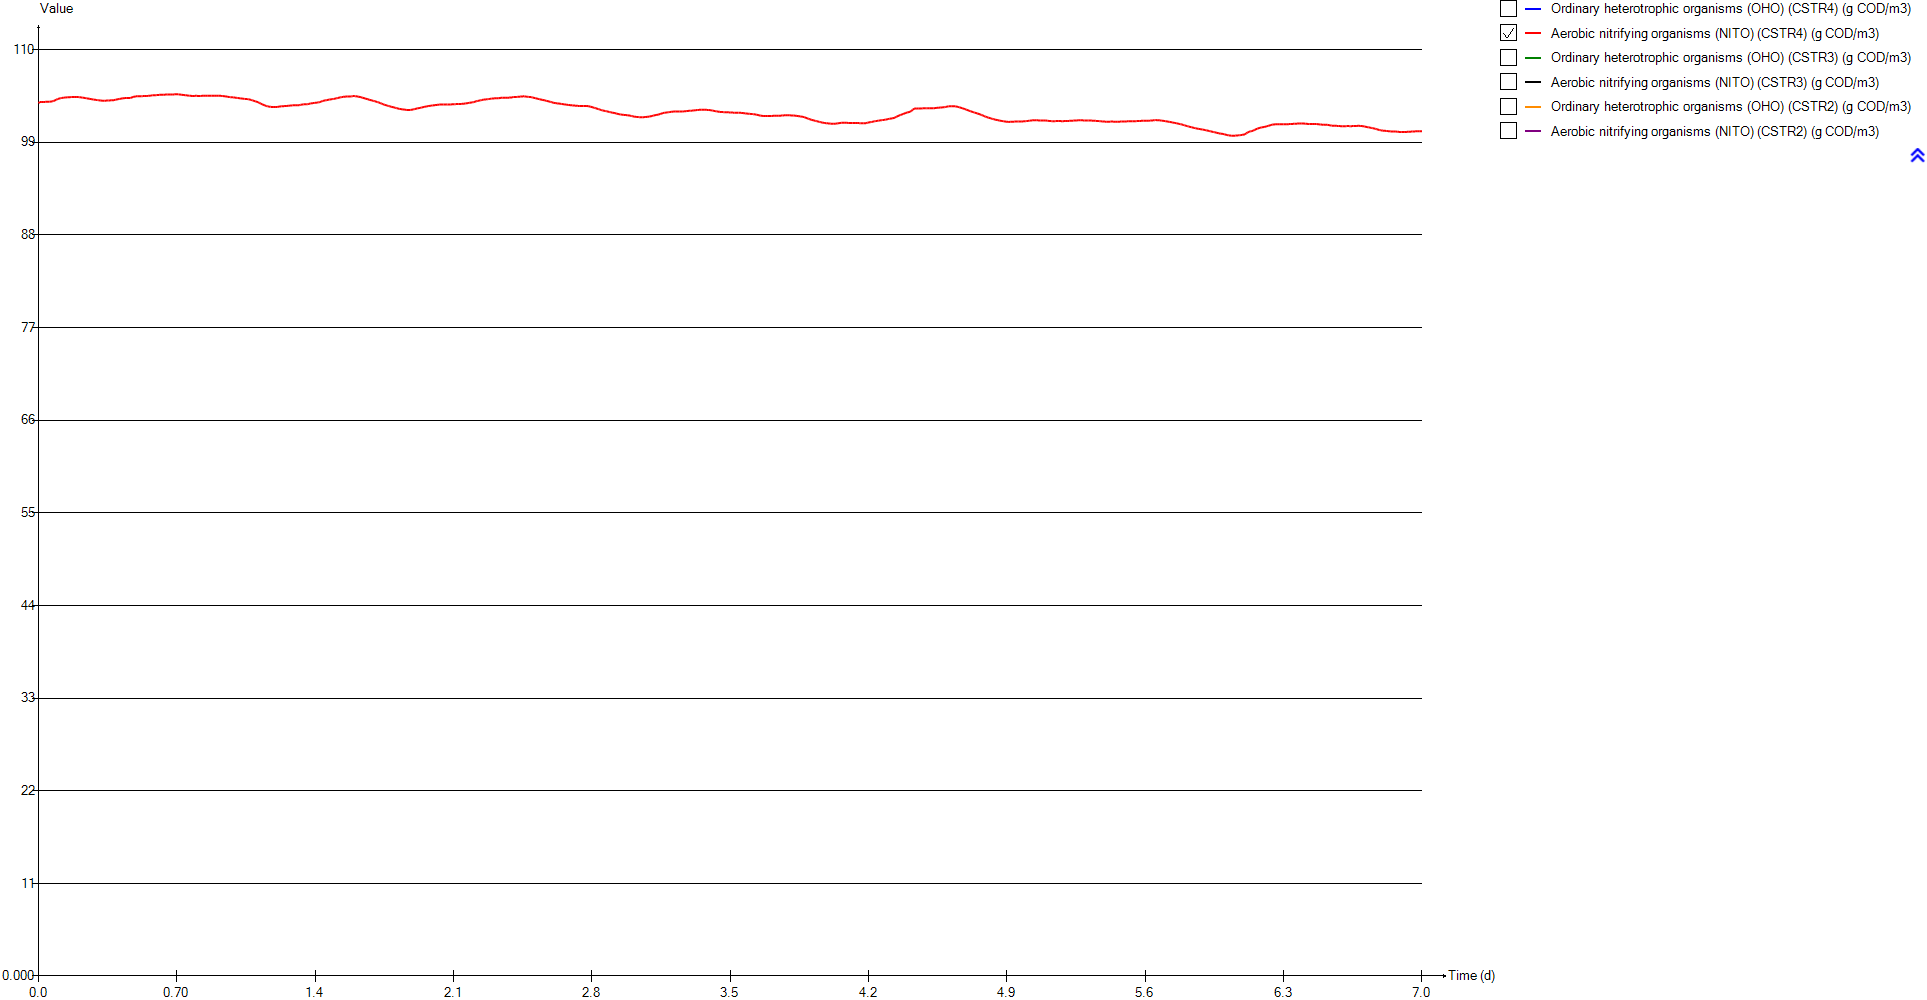 Value
110
99
88
77
66
55
44
33
22
11
0.000
0.0 0.70 1.4 2.1 2.8 3.5 4.2 4.9 5.6 6.3 7.0
Time (d)
Ordinary heterotrophic organisms (OHO) (CSTR4) (g COD/m3)
Aerobic nitrifying organisms (NITO) (CSTR4) (g COD/m3)
Ordinary heterotrophic organisms (OHO) (CSTR3) (g COD/m3)
Aerobic nitrifying organisms (NITO) (CSTR3) (g COD/m3)
Ordinary heterotrophic organisms (OHO) (CSTR2) (g COD/m3)
Aerobic nitrifying organisms (NITO) (CSTR2) (g COD/m3)